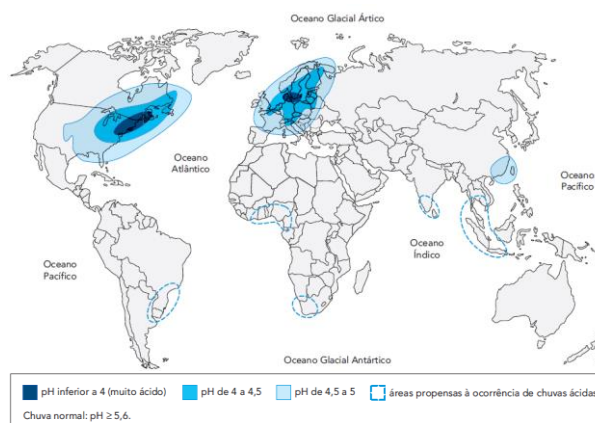 Oceano Glacial Ártico
Oceano
Atlântico
Oceano
Pacífico
Oceano
Pacífico
Oceano
Índico
Oceano Glacial Antártico
pH inferior a 4 (muito ácido)
pH de 4 a 4,5
pH de 4,5 a 5
áreas propensas à ocorrência de chuvas ácidas
Chuva normal: pH ≥ 5,6.